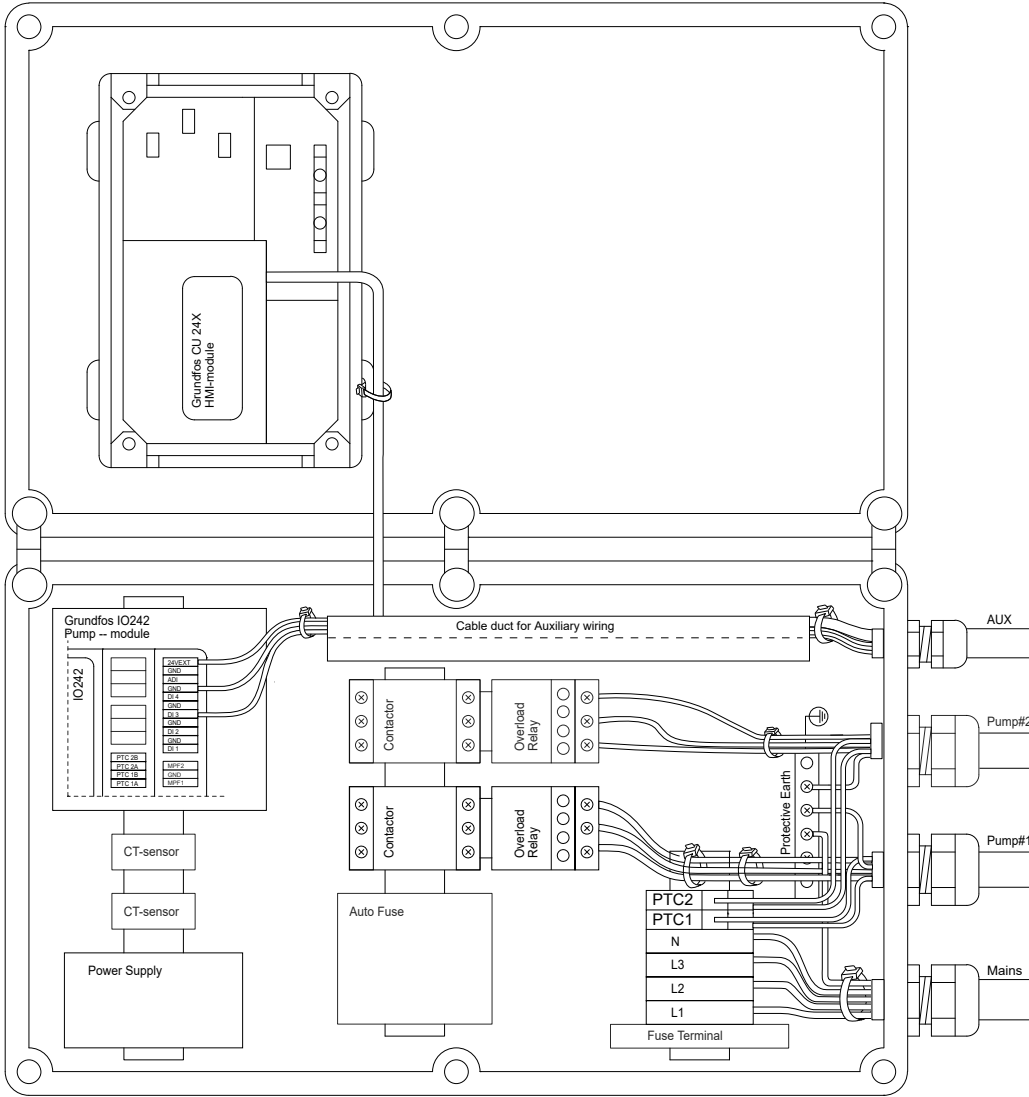 Grundfos CU 24X
HMI-module
Grundfos IO242
Pump -- module
IO242
24VEXT
GND
ADI
GND
DI 4
GND
DI 3
GND
DI 2
GND
DI 1
PTC 2B
PTC 2A
PTC 1B
PTC 1A
MPF2
GND
MPF1
Cable duct for Auxiliary wiring
AUX
Contactor
Overload
Relay
Pump#2
Contactor
Overload
Relay
Protective Earth
Pump#1
CT-sensor
CT-sensor
Power Supply
Auto Fuse
PTC2
PTC1
N
L3
L2
L1
Fuse Terminal
Mains